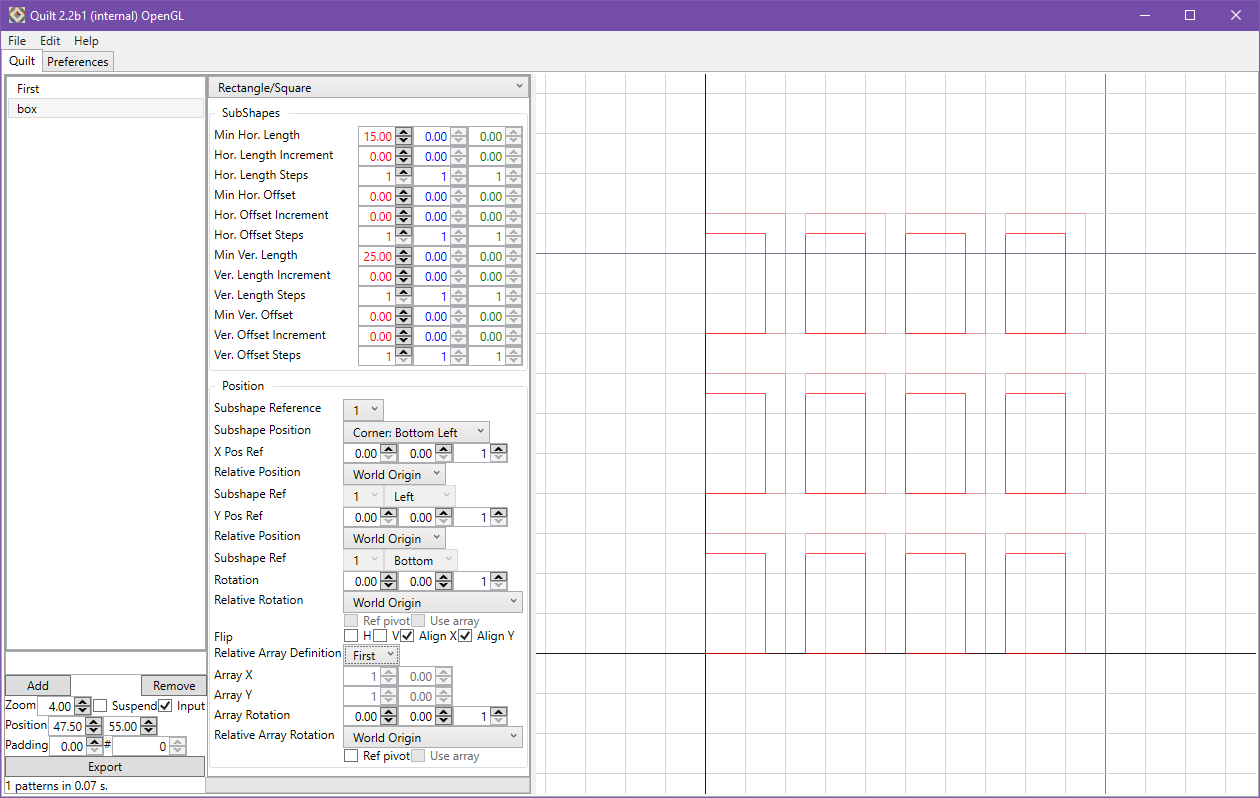 Quilt 2.2b1 (internal) OpenGL
File Edit Help
Quilt Preferences
First
box
Rectangle/Square
SubShapes
Min Hor. Length 15.00 0.00 0.00
Hor. Length Increment 0.00 0.00 0.00
Hor. Length Steps 1 1 1
Min Hor. Offset 0.00 0.00 0.00
Hor. Offset Increment 0.00 0.00 0.00
Hor. Offset Steps 1 1 1
Min Ver. Length 25.00 0.00 0.00
Ver. Length Increment 0.00 0.00 0.00
Ver. Length Steps 1 1 1
Min Ver. Offset 0.00 0.00 0.00
Ver. Offset Increment 0.00 0.00 0.00
Ver. Offset Steps 1 1 1
Position
Subshape Reference 1
Subshape Position Corner: Bottom Left
X Pos Ref 0.00 0.00 1
Relative Position World Origin
Subshape Ref 1 Left
Y Pos Ref 0.00 0.00 1
Relative Position World Origin
Subshape Ref 1 Bottom
Rotation 0.00 0.00 1
Relative Rotation World Origin
Ref pivot Use array
Flip H V Align X Align Y
Relative Array Definition First
Array X 1 0.00
Array Y 1 0.00
Array Rotation 0.00 0.00 1
Relative Array Rotation World Origin
Ref pivot Use array
Add Remove
Zoom 4.00 Suspend Input
Position 47.50 55.00
Padding 0.00 # 0
Export
1 patterns in 0.07 s.